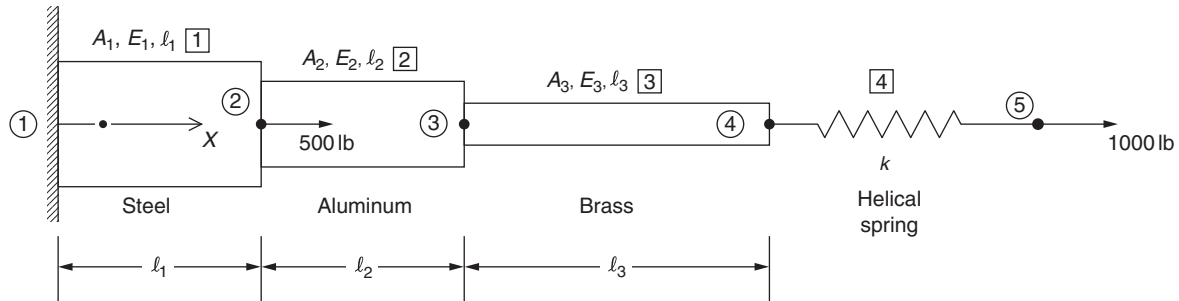 A₁, E₁, ℓ₁ 1
A₂, E₂, ℓ₂ 2
A₃, E₃, ℓ₃ 3
4
1
2
3
4
5
X
500 lb
1000 lb
k
Steel
Aluminum
Brass
Helical
spring
ℓ₁
ℓ₂
ℓ₃